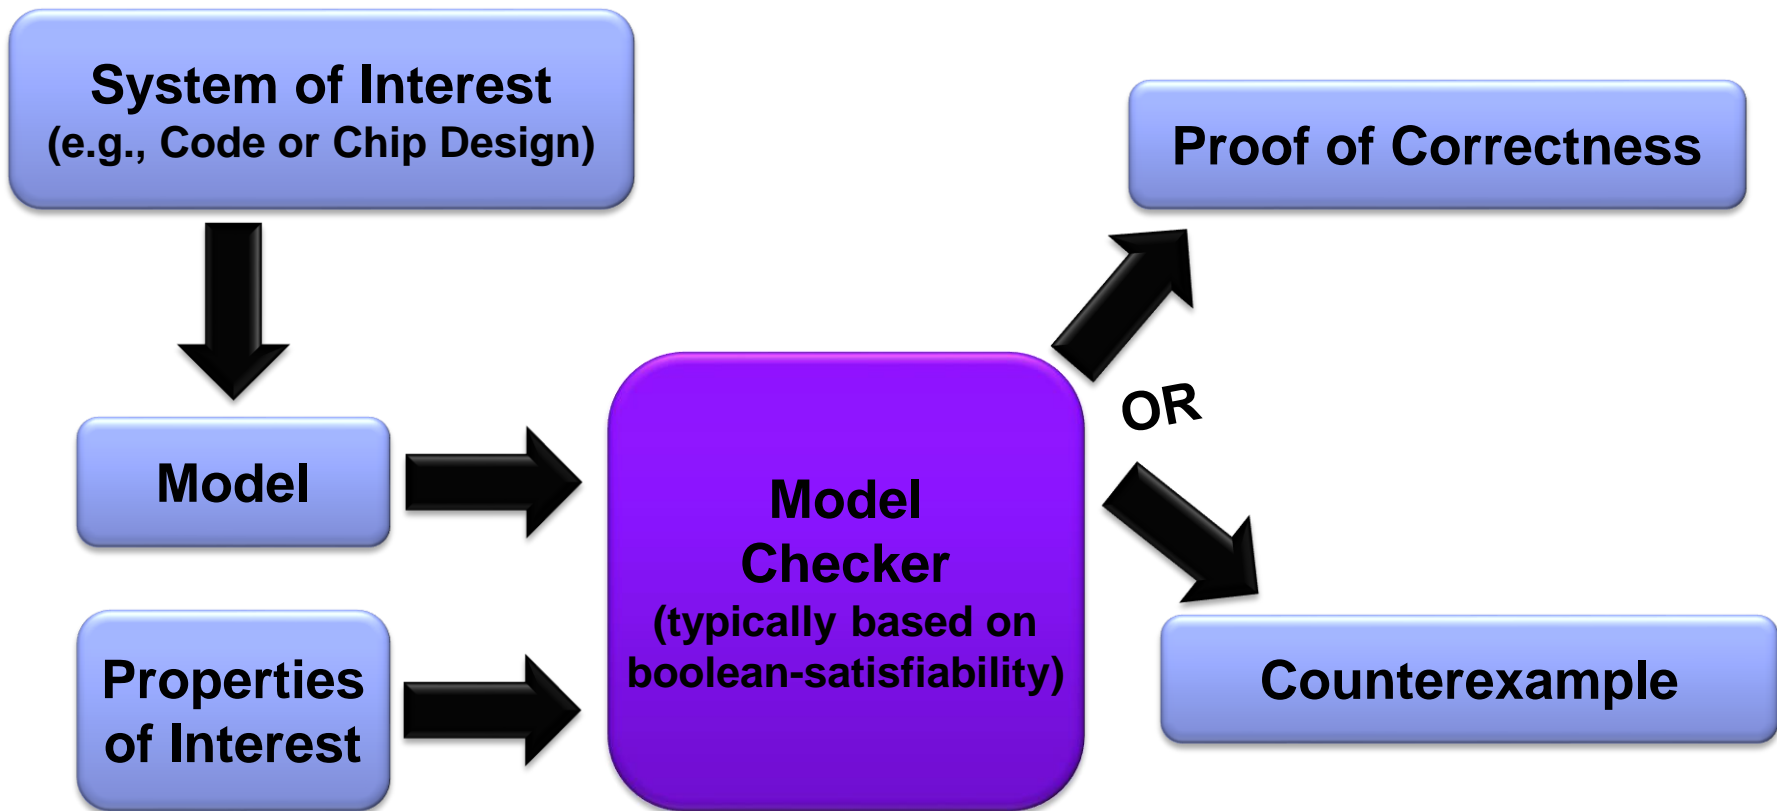 System of Interest
(e.g., Code or Chip Design)
Proof of Correctness
OR
Model
Model
Checker
(typically based on
boolean-satisfiability)
Properties
of Interest
Counterexample